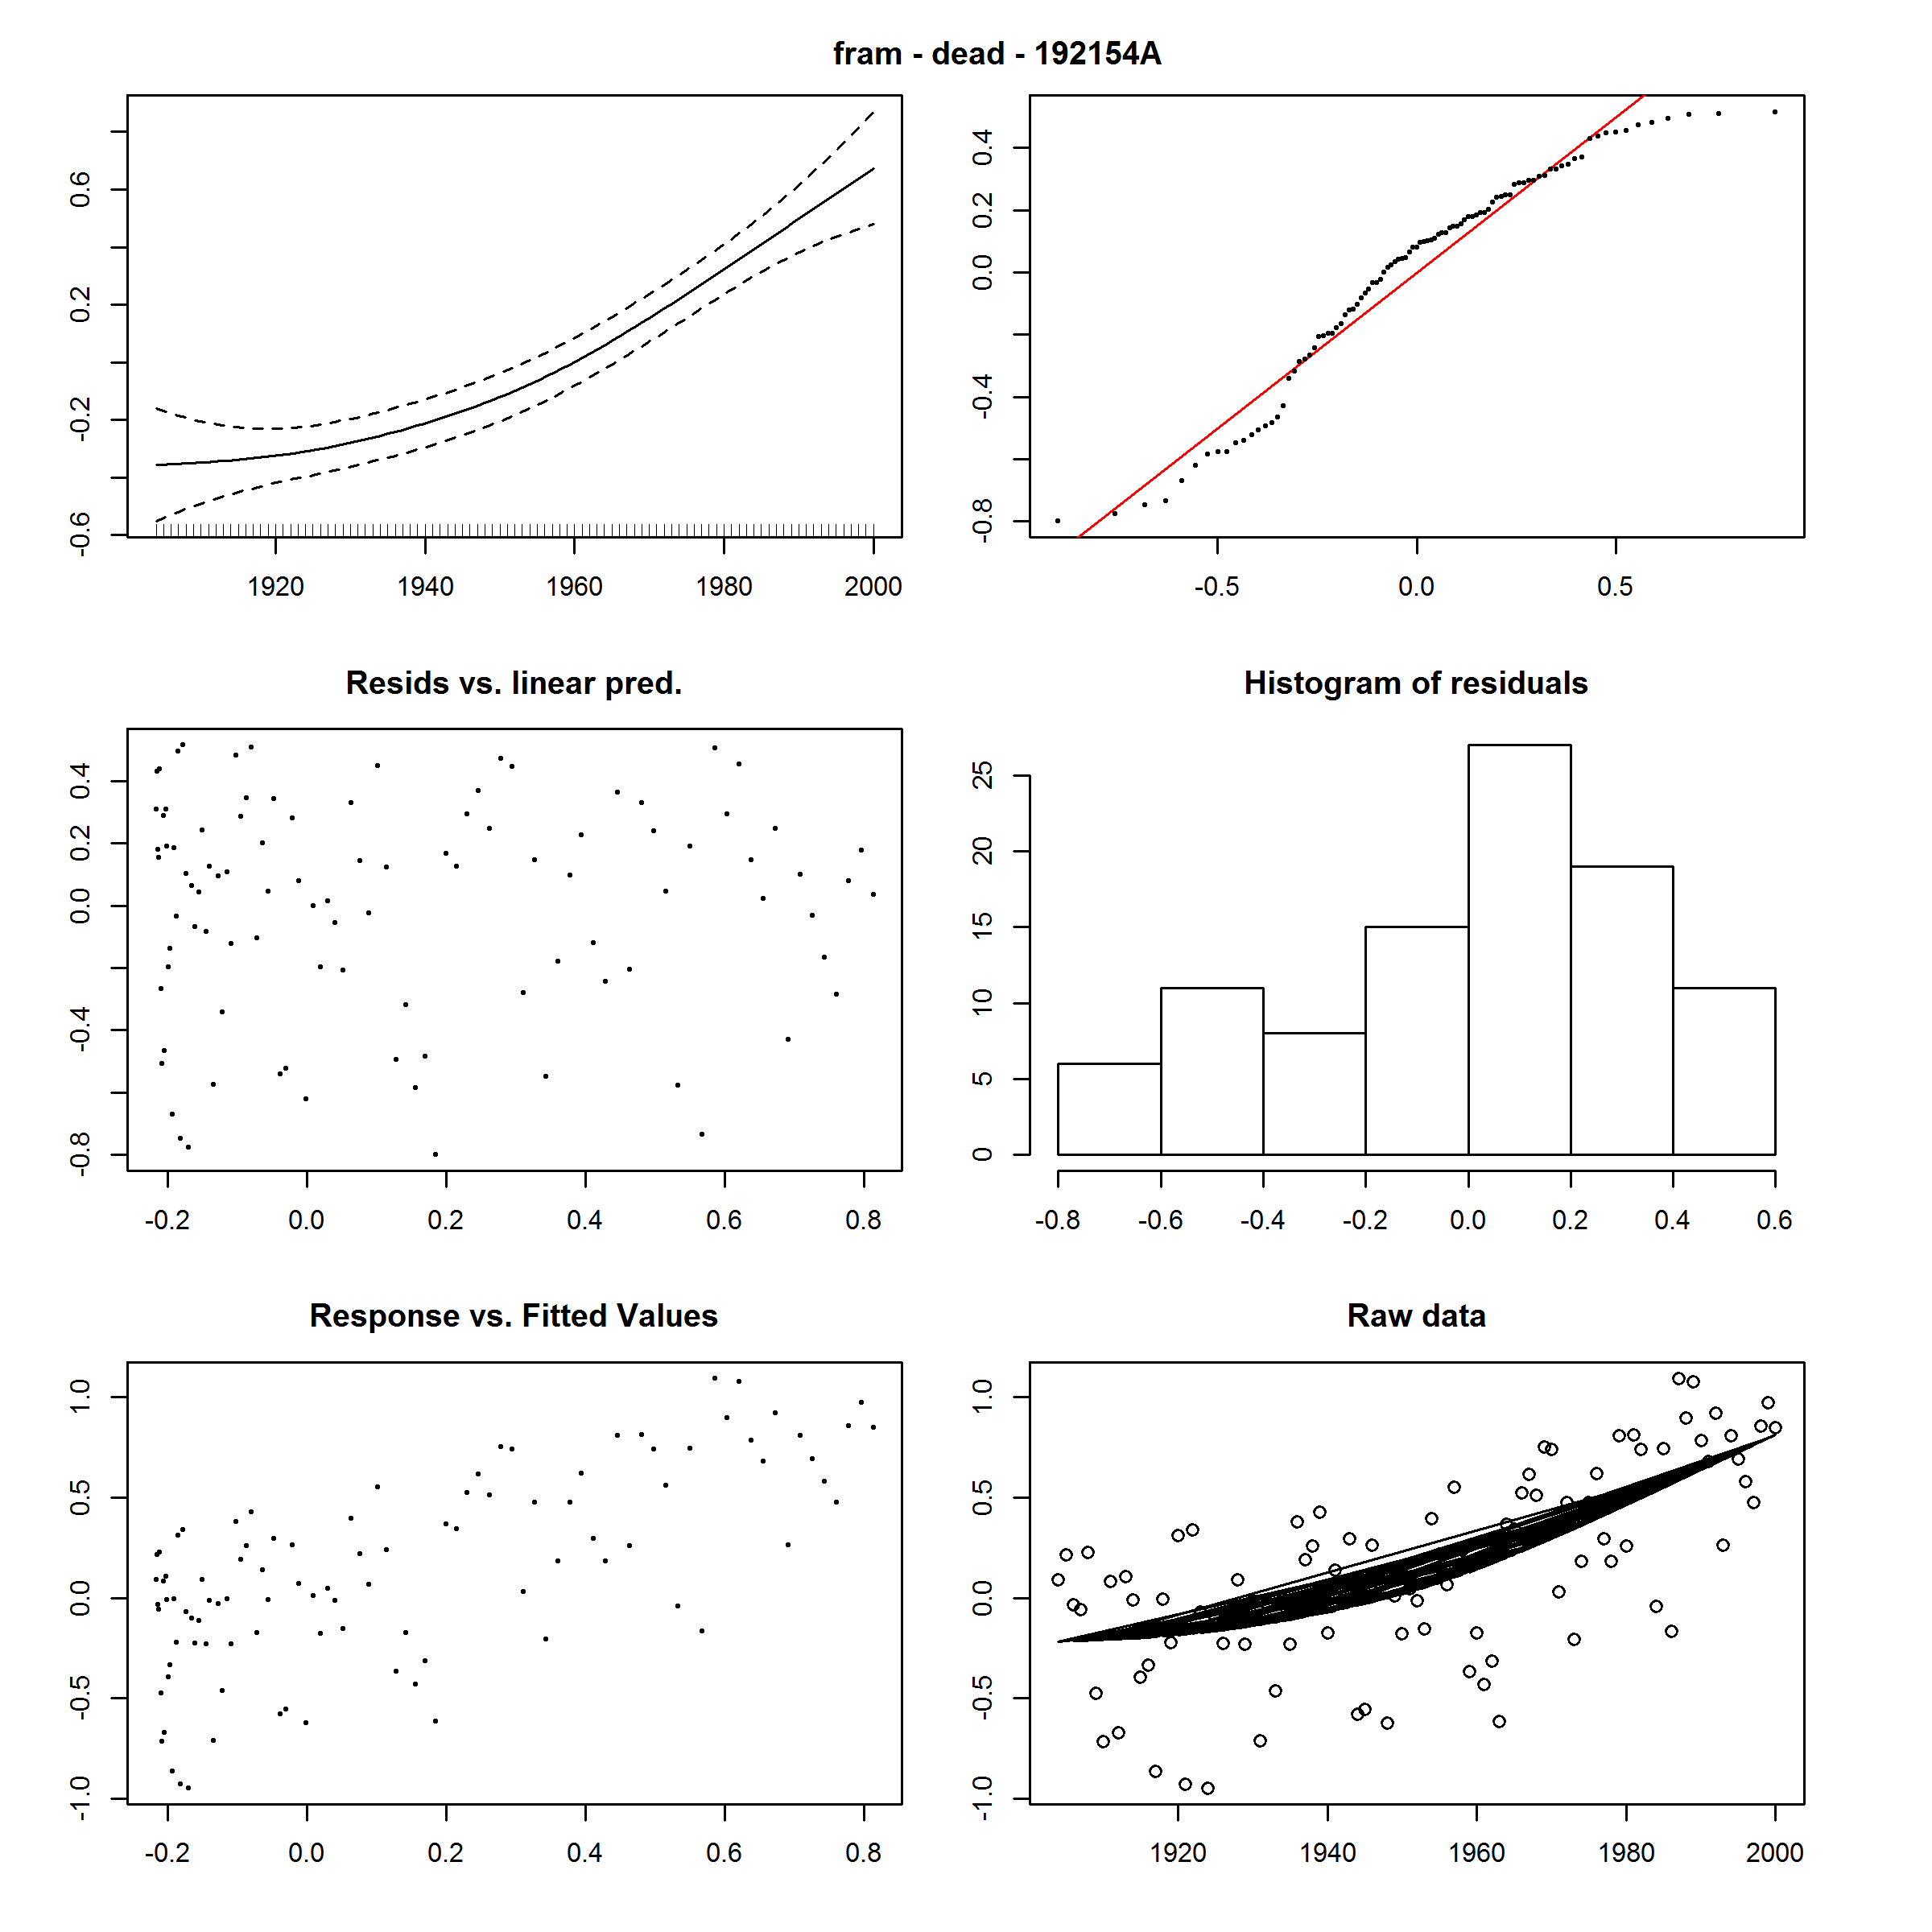 fram - dead - 192154A
-0.6 -0.2 0.2 0.6
1920 1940 1960 1980 2000
-0.8 -0.4 0.0 0.2 0.4
-0.5 0.0 0.5
Resids vs. linear pred.
-0.8 -0.4 0.0 0.2 0.4
-0.2 0.0 0.2 0.4 0.6 0.8
Histogram of residuals
0 5 10 15 20 25
-0.8 -0.6 -0.4 -0.2 0.0 0.2 0.4 0.6
Response vs. Fitted Values
-1.0 -0.5 0.0 0.5 1.0
-0.2 0.0 0.2 0.4 0.6 0.8
Raw data
-1.0 -0.5 0.0 0.5 1.0
1920 1940 1960 1980 2000